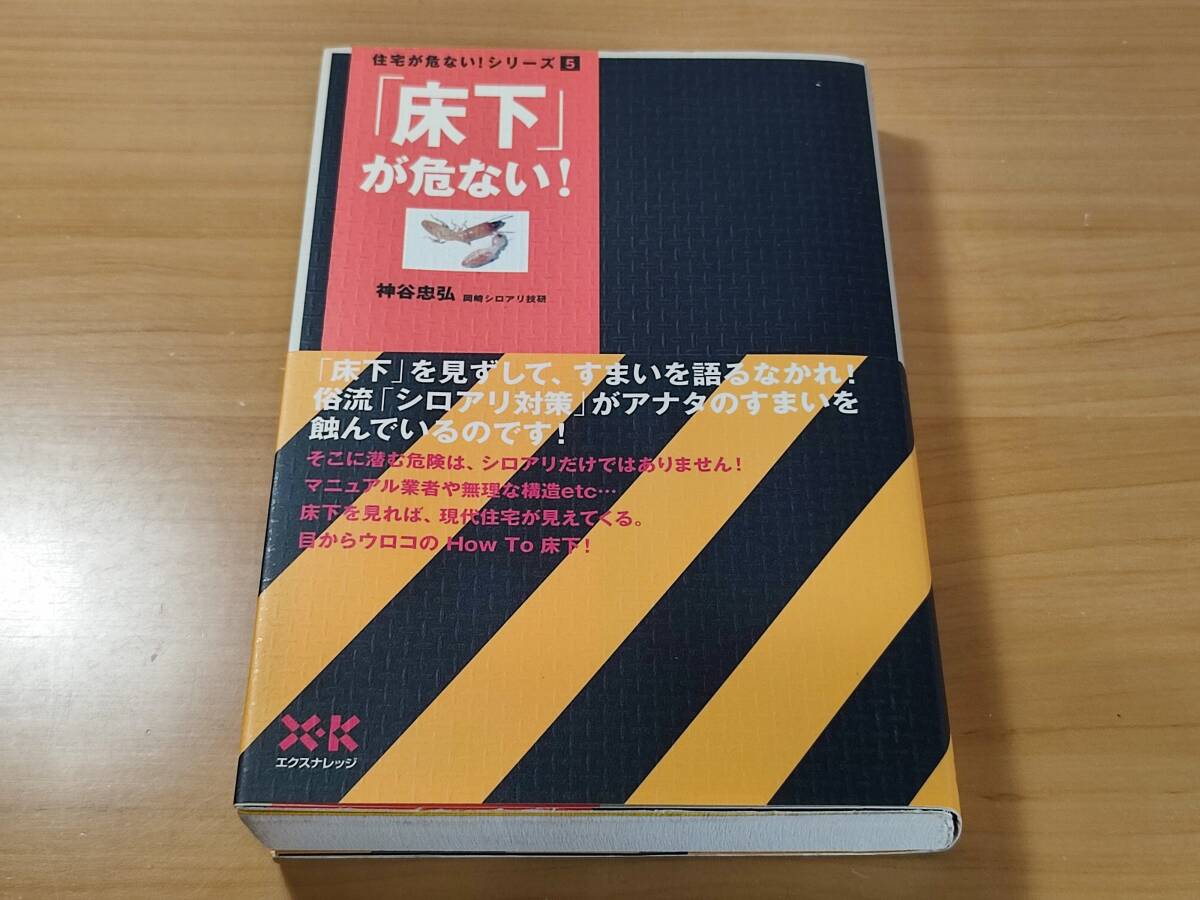 住宅が危ない!シリーズ5
「床下」
が危ない!
神谷忠弘 岡崎シロアリ技研
「床下」を見ずして、すまいを語るなかれ!
俗流「シロアリ対策」がアナタのすまいを
蝕んでいるのです!
そこに潜む危険は、シロアリだけではありません!
マニュアル業者や無理な構造etc…
床下を見れば、現代住宅が見えてくる。
目からウロコの How To 床下!
X・K
エクスナレッジ